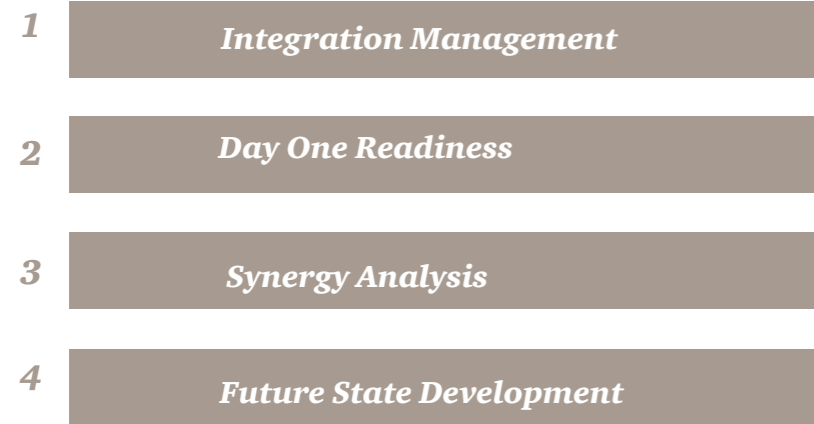 1 Integration Management
2 Day One Readiness
3 Synergy Analysis
4 Future State Development